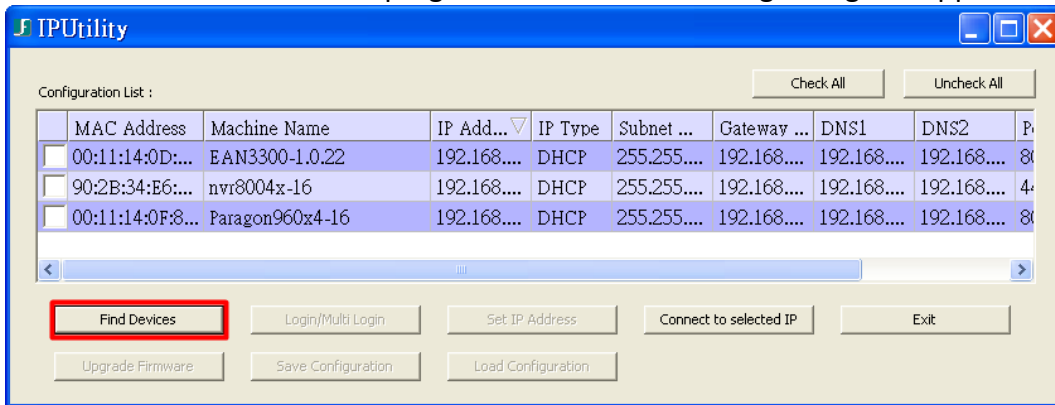 IPUtility
Check All Uncheck All
Configuration List :
MAC Address Machine Name IP Add... IP Type Subnet ... Gateway ... DNS1 DNS2
00:11:14:0D:... EAN3300-1.0.22 192.168.... DHCP 255.255.... 192.168.... 192.168.... 192.168.... 80
90:2B:34:E6:... nvr8004x-16 192.168.... DHCP 255.255.... 192.168.... 192.168.... 192.168.... 44
00:11:14:0F:8... Paragon960x4-16 192.168.... DHCP 255.255.... 192.168.... 192.168.... 192.168.... 80
Find Devices Login/Multi Login Set IP Address Connect to selected IP Exit
Upgrade Firmware Save Configuration Load Configuration